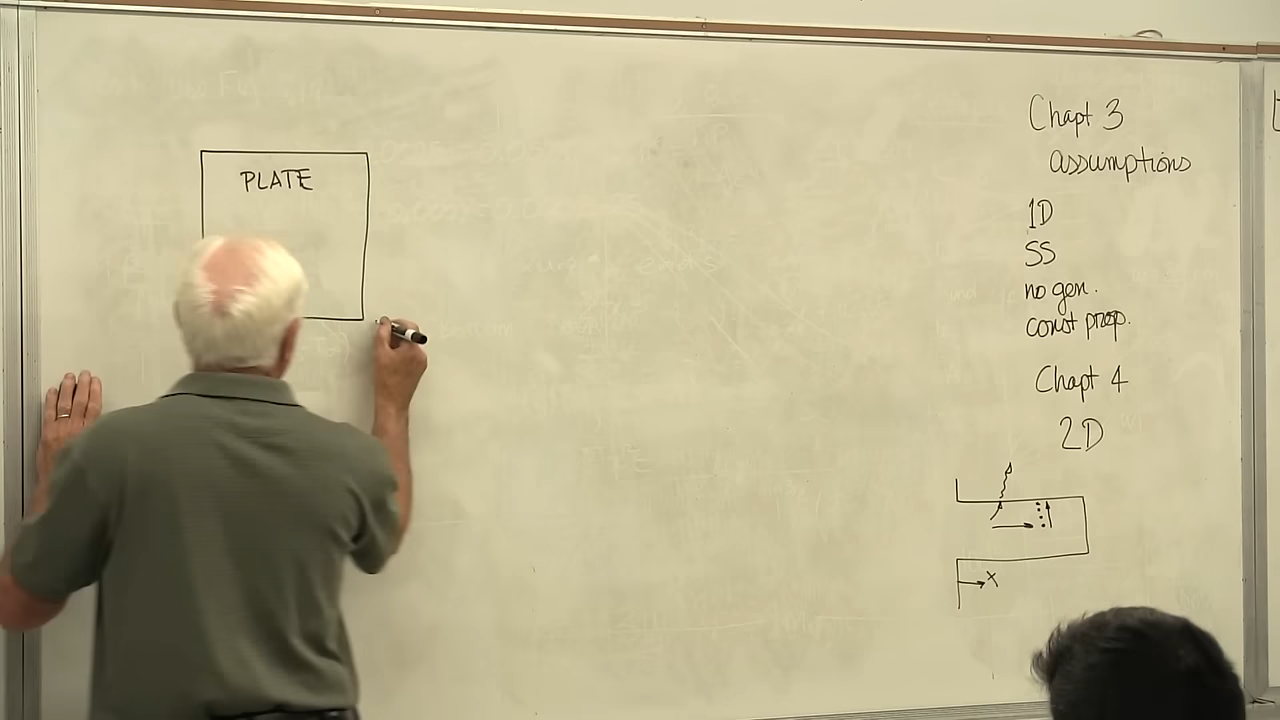 PLATE
Chapt 3
assumptions
1D
SS
no gen.
const prop.
Chapt 4
2D
x